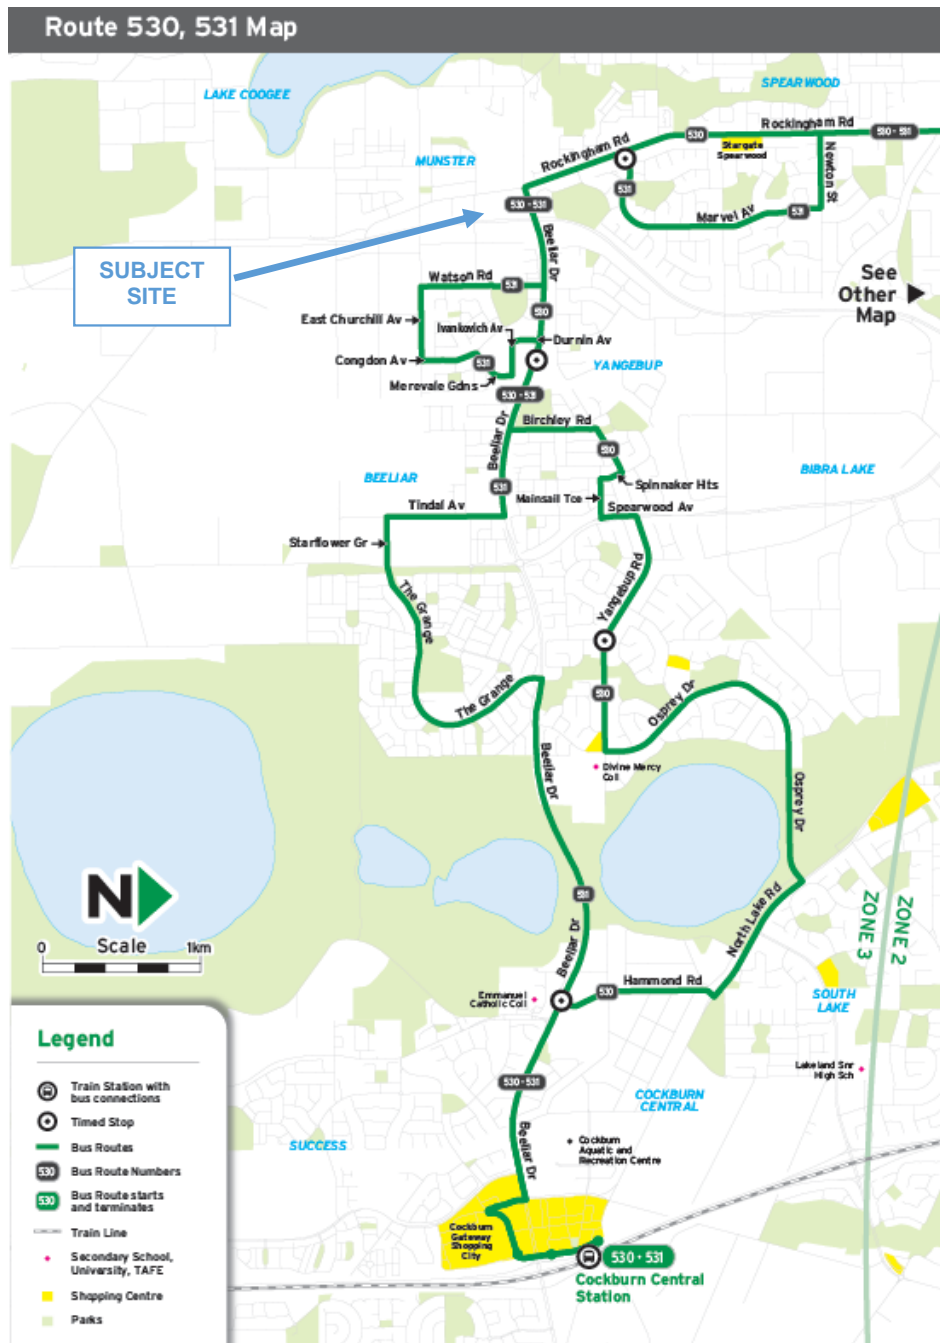 Route 530, 531 Map
LAKE COOGEE
SPEARWOOD
MUNSTER
Rockingham Rd
530
Rockingham Rd
530 - 531
Stargate
Spearwood
Newton St
531
Marvel Av
531
530 - 531
Beeliar Dr
SUBJECT
SITE
Watson Rd
531
See
Other
Map
East Churchill Av
Ivankovich Av
530
Durnin Av
Congdon Av
531
YANGEBUP
Merevale Gdns
530 - 531
Birchley Rd
Beeliar Dr
530
BEELIAR
BIBRA LAKE
531
Spinnaker Hts
Mainsail Tce
Tindal Av
Spearwood Av
Starflower Gr
Yangebup Rd
The Grange
The Grange
530
Osprey Dr
Beeliar Dr
Divine Mercy
Coll
Osprey Dr
N
0 Scale 1km
531
North Lake Rd
ZONE 3
ZONE 2
Beeliar Dr
Hammond Rd
530
Emmanuel
Catholic Coll
SOUTH
LAKE
Lakeland Snr
High Sch
530 - 531
COCKBURN
CENTRAL
SUCCESS
Beeliar Dr
Cockburn
Aquatic and
Recreation Centre
Cockburn
Gateway
Shopping
City
530 - 531
Cockburn Central
Station
Legend
Train Station with
bus connections
Timed Stop
Bus Routes
530 Bus Route Numbers
530 Bus Route starts
and terminates
Train Line
Secondary School,
University, TAFE
Shopping Centre
Parks